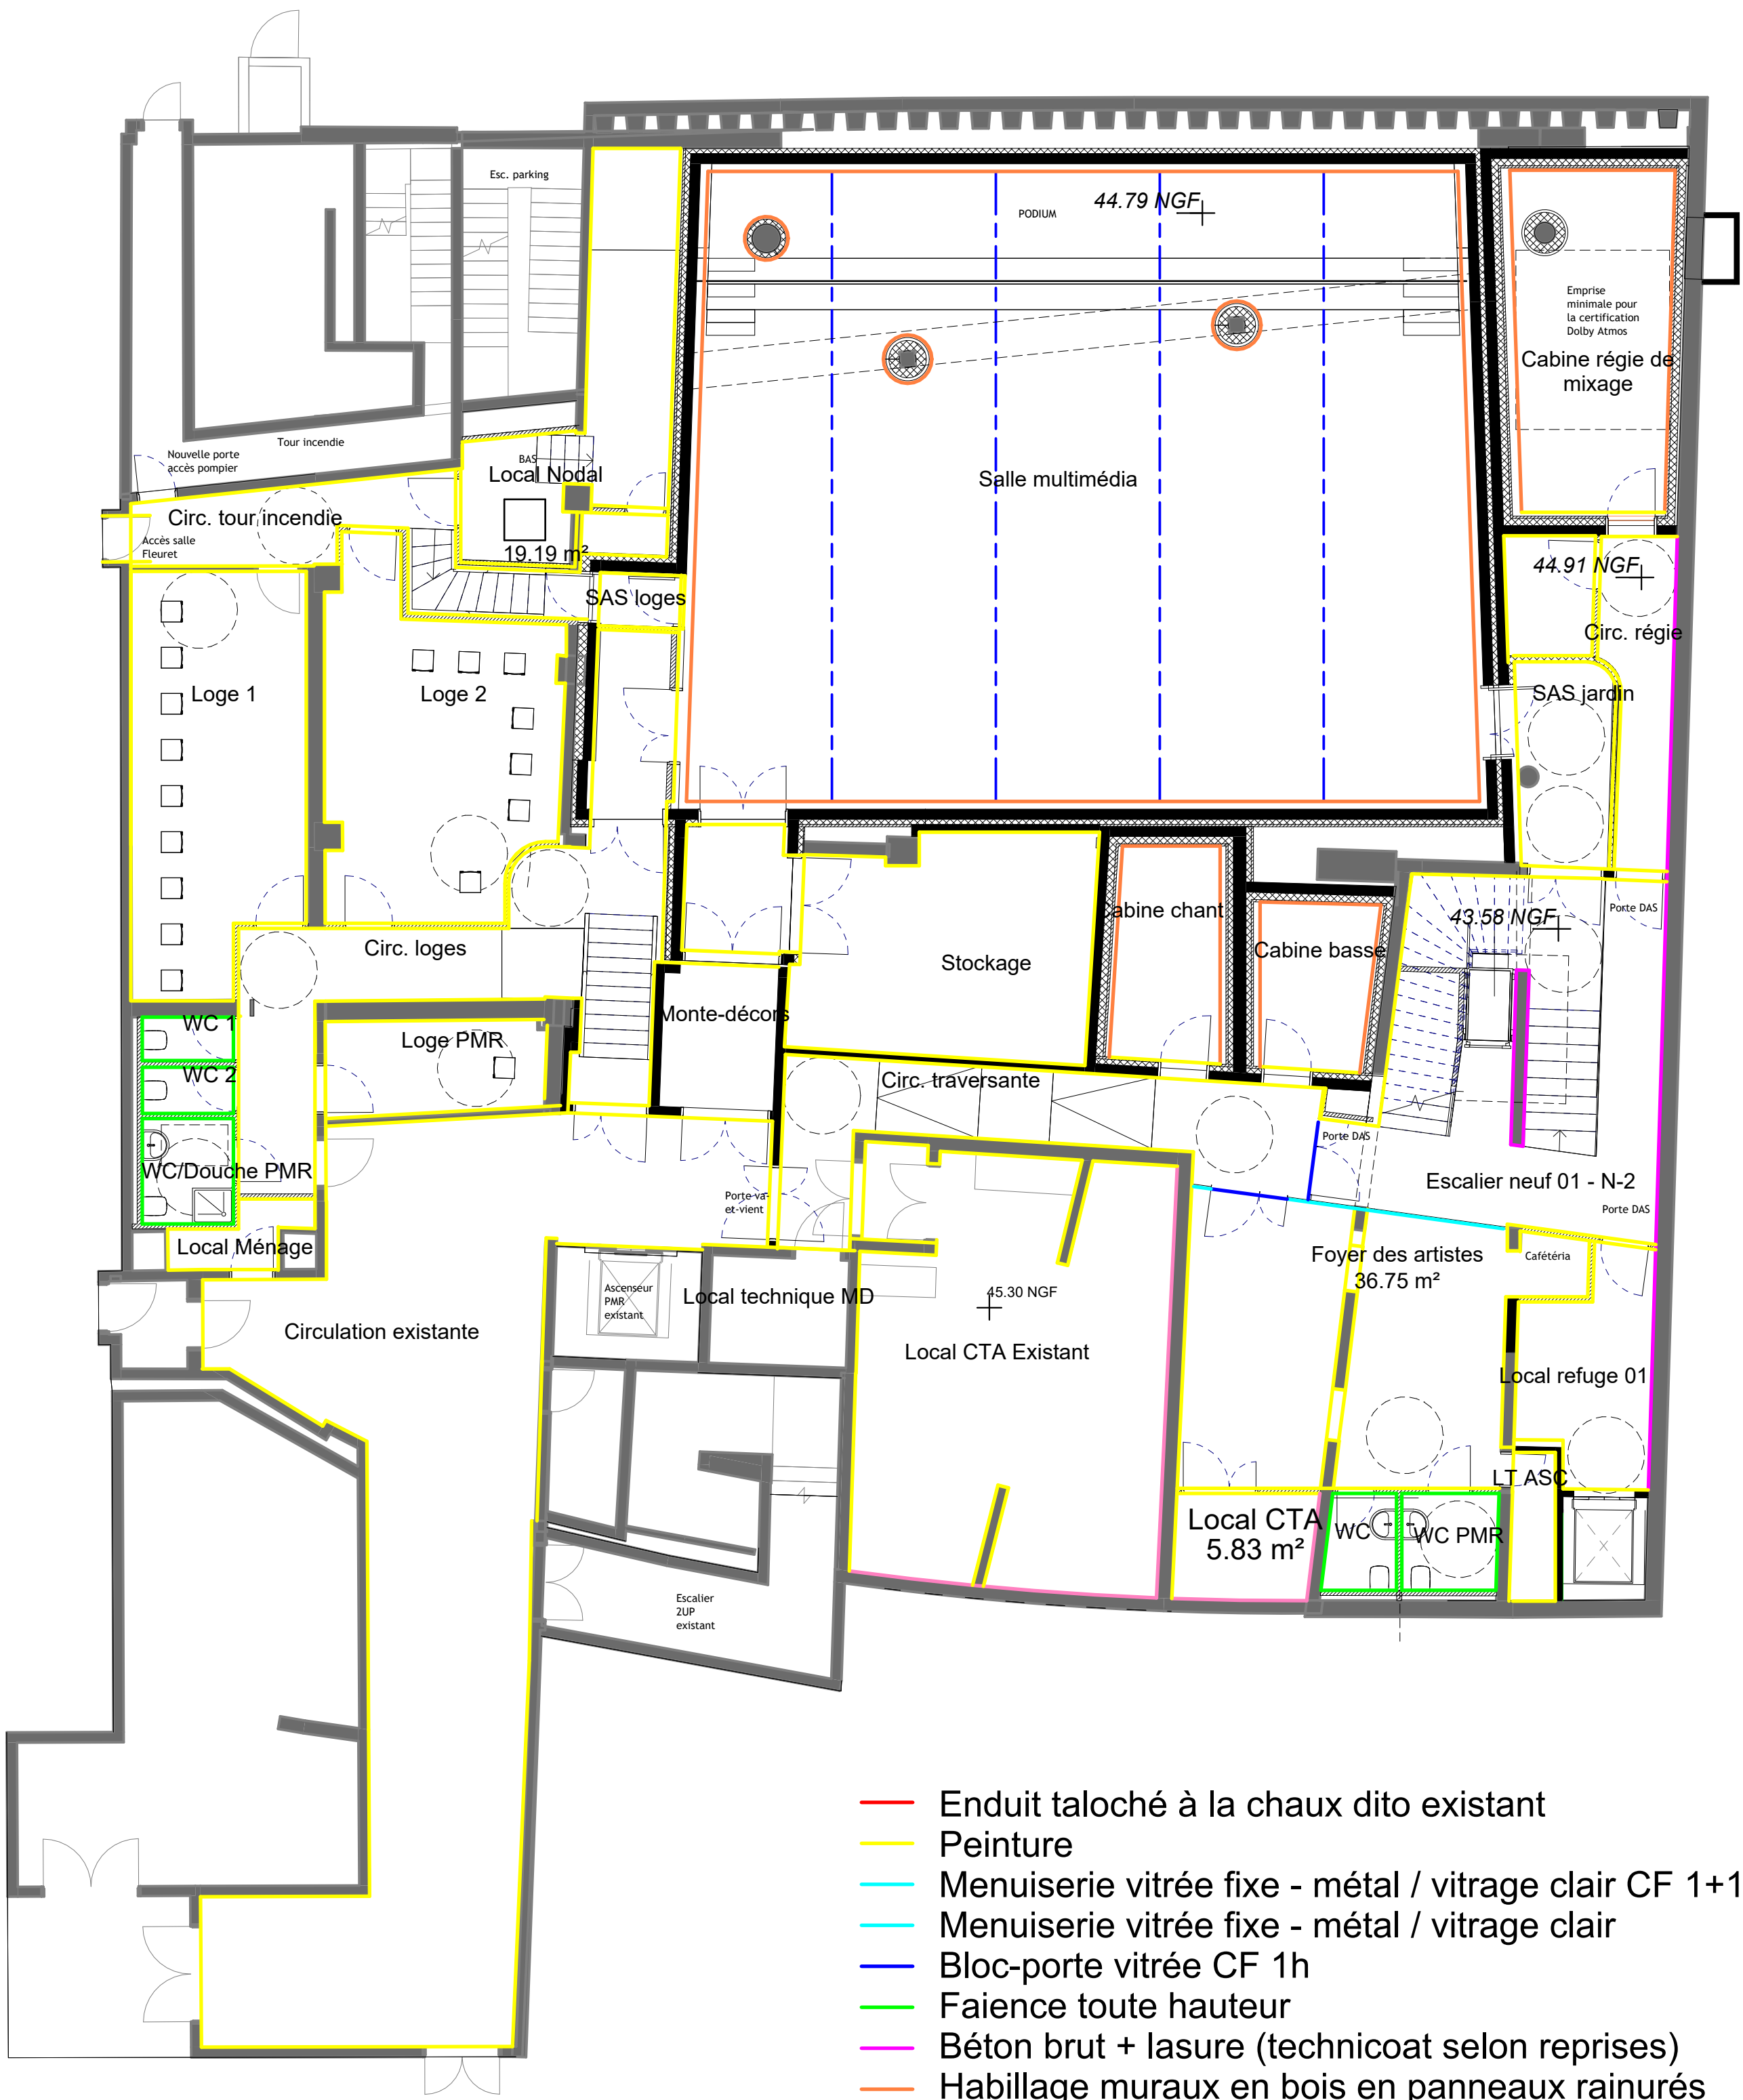 Esc. parking
PODIUM
44.79 NGF
Emprise
minimale pour
la certification
Dolby Atmos
Cabine régie de
mixage
Tour incendie
Nouvelle porte
accès pompier
BAS
Local Nodal
Salle multimédia
Circ. tour incendie
Accès salle
Fleuret
19.19 m²
44.91 NGF
SAS loges
Circ. régie
Loge 1
Loge 2
SAS jardin
Porte DAS
abine chant
43.58 NGF
Circ. loges
Cabine basse
Stockage
Monte-décors
WC 1
Loge PMR
WC 2
Circ. traversante
Porte DAS
WC/Douche PMR
Escalier neuf 01 - N-2
Porte-va-
et-vient
Porte DAS
Local Ménage
Foyer des artistes
36.75 m²
Cafétéria
Ascenseur
PMR
existant
Local technique MD
45.30 NGF
Circulation existante
Local CTA Existant
Local refuge 01
LT ASC
Local CTA
5.83 m²
WC
WC PMR
Escalier
2UP
existant
Enduit taloché à la chaux dito existant
Peinture
Menuiserie vitrée fixe - métal / vitrage clair CF 1+1
Menuiserie vitrée fixe - métal / vitrage clair
Bloc-porte vitrée CF 1h
Faience toute hauteur
Béton brut + lasure (technicoat selon reprises)
Habillage muraux en bois en panneaux rainurés